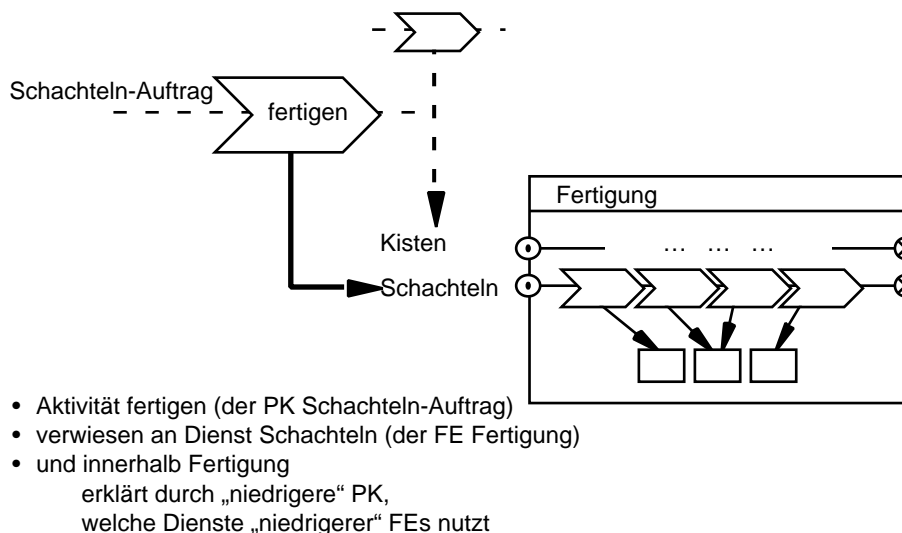 Schachteln-Auftrag
fertigen
Fertigung
Kisten
… … …
Schachteln
• Aktivität fertigen (der PK Schachteln-Auftrag)
• verwiesen an Dienst Schachteln (der FE Fertigung)
• und innerhalb Fertigung
erklärt durch „niedrigere“ PK,
welche Dienste „niedrigerer“ FEs nutzt